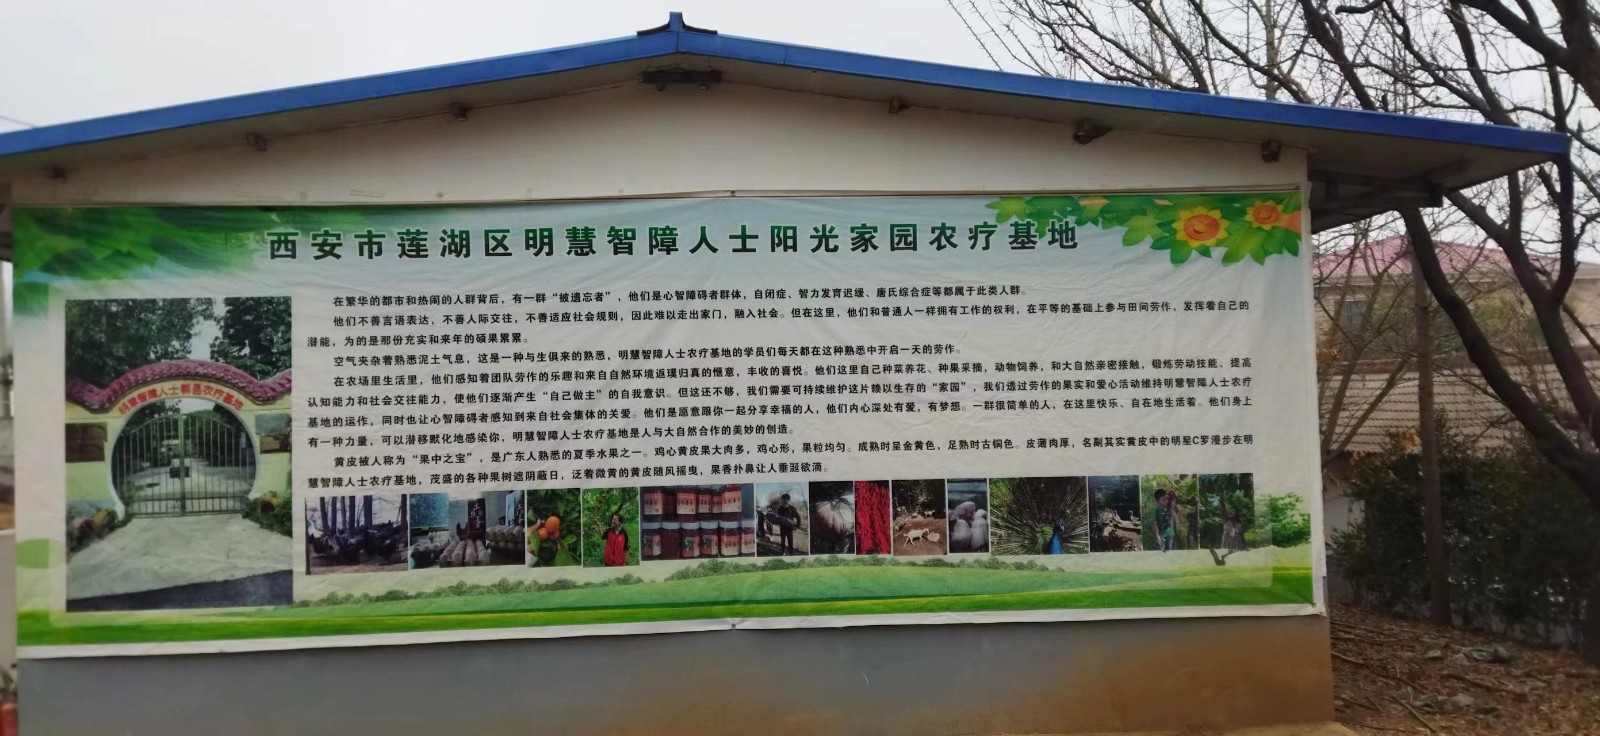 西安市莲湖区明慧智障人士阳光家园农疗基地
在繁华的都市和热闹的人群背后，有一群“被遗忘者”，他们是心智障碍者群体，自闭症、智力发育迟缓、唐氏综合症等都属于此类人群。
他们不善言语表达，不善人际交往，不善适应社会规则，因此难以走出家门，融入社会。但在这里，他们和普通人一样拥有工作的权利，在平等的基础上参与田间劳作，发挥着自己的
潜能，为的是那份充实和来年的硕果累累。
空气夹杂着熟悉泥土气息，这是一种与生俱来的熟悉，明慧智障人士农疗基地的学员们每天都在这种熟悉中开启一天的劳作。
在农场里生活里，他们感知着团队劳作的乐趣和来自自然环境返璞归真的惬意，丰收的喜悦。他们这里自己种菜养花、种果采摘，动物饲养，和大自然亲密接触，锻炼劳动技能、提高
认知能力和社会交往能力，使他们逐渐产生“自己做主”的自我意识。但这还不够，我们需要可持续维护这片赖以生存的“家园”，我们透过劳作的果实和爱心活动维持明慧智障人士农疗
基地的运作，同时也让心智障碍者感知到来自社会集体的关爱。他们是愿意跟你一起分享幸福的人，他们内心深处有爱，有梦想。一群很简单的人，在这里快乐、自在地生活着。他们身上
有一种力量，可以潜移默化地感染你，明慧智障人士农疗基地是人与大自然合作的美妙的创造。
黄皮被人称为“果中之宝”，是广东人熟悉的夏季水果之一。鸡心黄皮果大肉多，鸡心形，果粒均匀。成熟时呈金黄色，足熟时古铜色。皮薄肉厚，名副其实黄皮中的明星C罗漫步在明
慧智障人士农疗基地，茂盛的各种果树遮阴蔽日，泛着微黄的黄皮随风摇曳，果香扑鼻让人垂涎欲滴。
明慧智障人士秦昌农疗基地